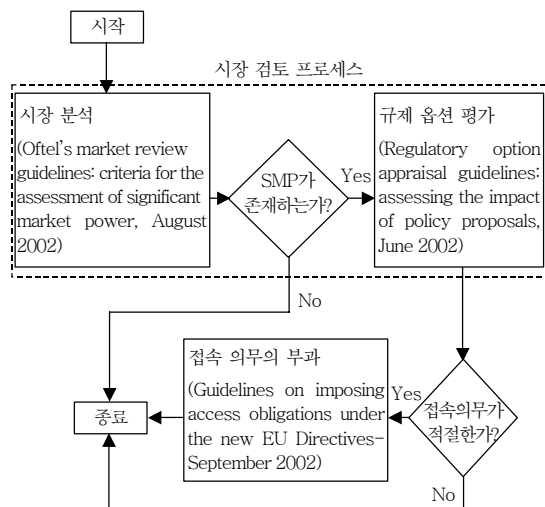 시작
시장 검토 프로세스
시장 분석
(Oftel's market review
guidelines: criteria for the
assessment of significant
market power, August
2002)
SMP가
존재하는가?
Yes
규제 옵션 평가
(Regulatory option
appraisal guidelines:
assessing the impact
of policy proposals,
June 2002)
No
접속 의무의 부과
(Guidelines on imposing
access obligations under
the new EU Directives-
September 2002)
Yes
접속의무가
적절한가?
종료
No